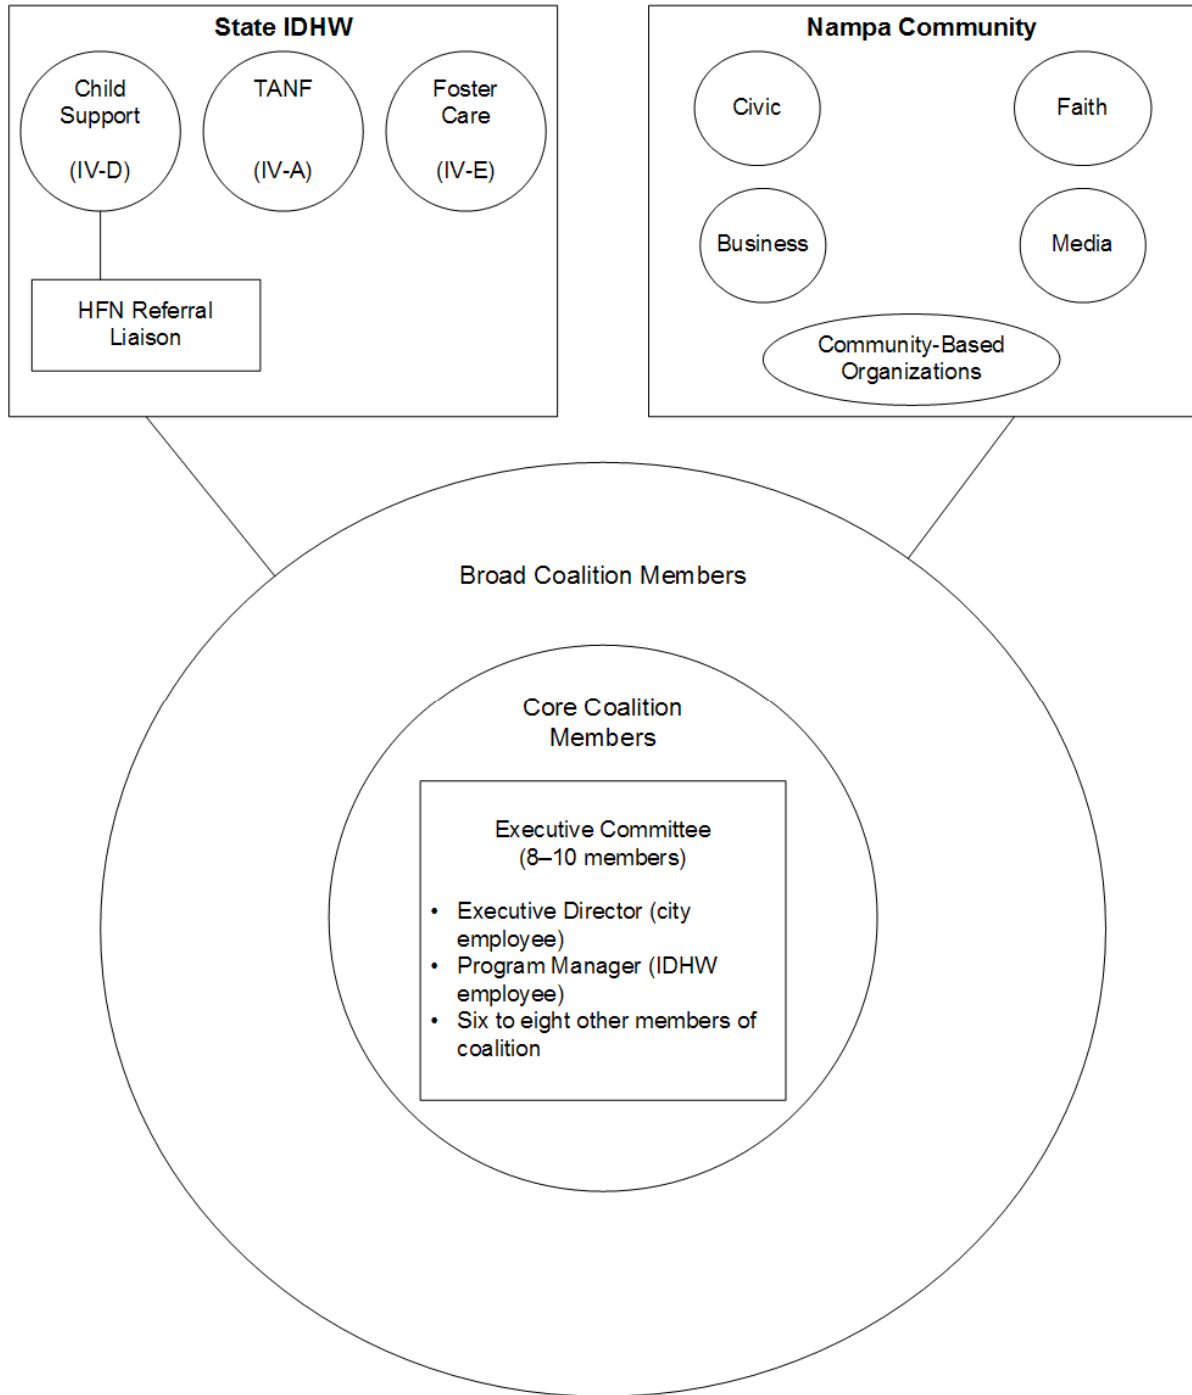 State IDHW
Child
Support
(IV-D)
TANF
(IV-A)
Foster
Care
(IV-E)
HFN Referral
Liaison
Nampa Community
Civic
Faith
Business
Media
Community-Based
Organizations
Broad Coalition Members
Core Coalition
Members
Executive Committee
(8–10 members)
• Executive Director (city
employee)
• Program Manager (IDHW
employee)
• Six to eight other members of
coalition